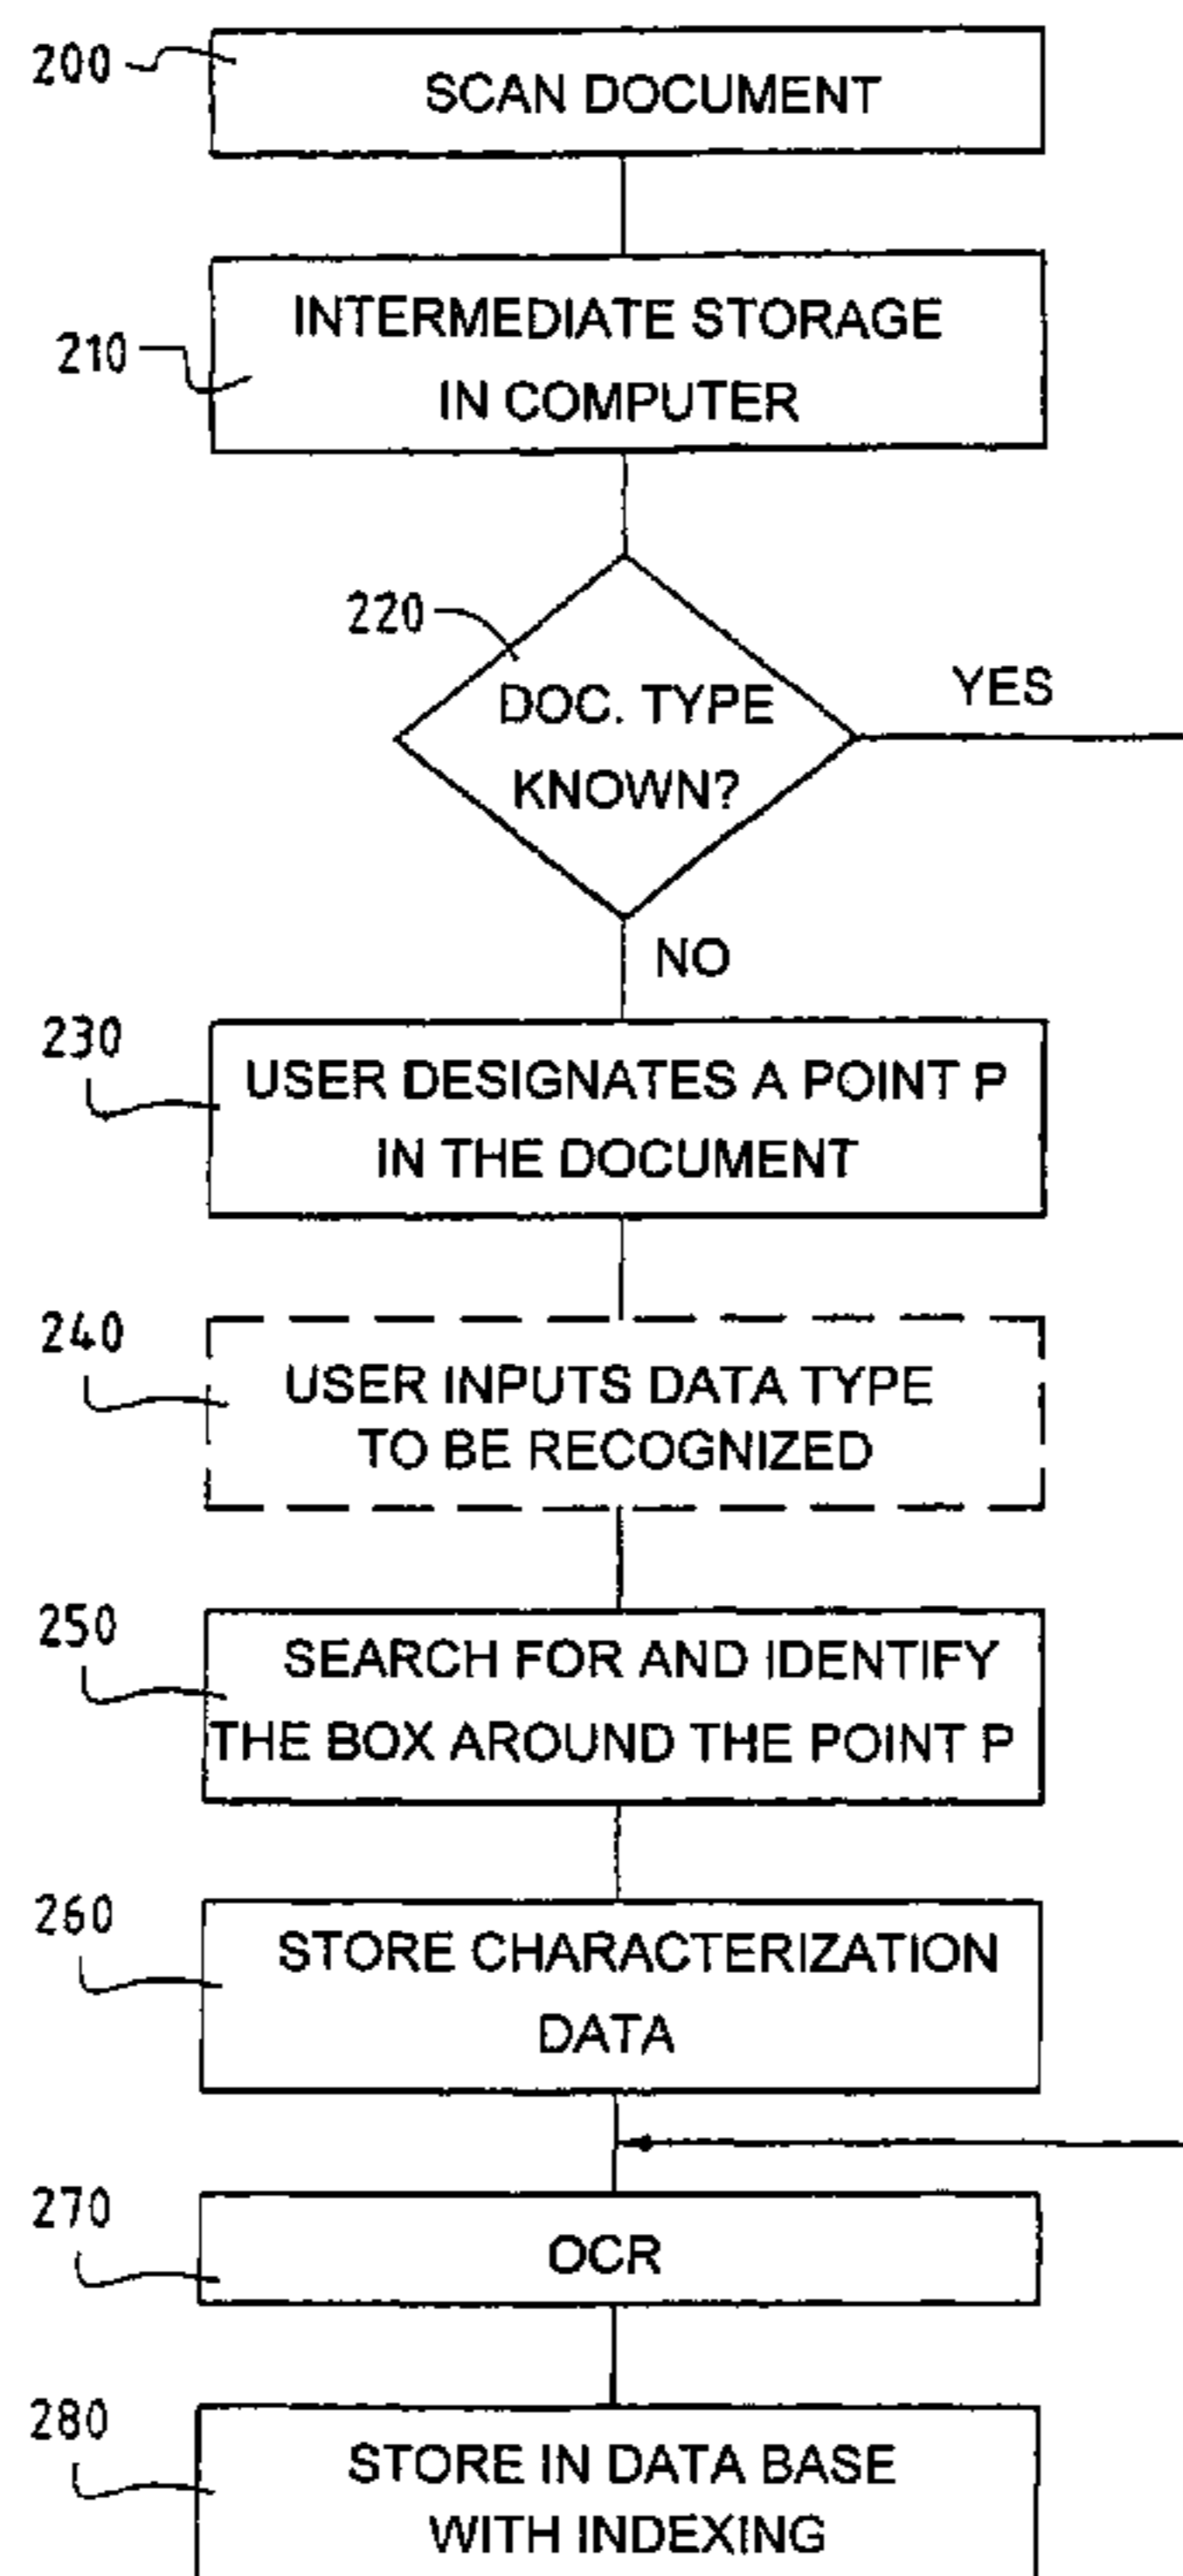 200
SCAN DOCUMENT
210
INTERMEDIATE STORAGE
IN COMPUTER
220
DOC. TYPE
KNOWN?
YES
NO
230
USER DESIGNATES A POINT P
IN THE DOCUMENT
240
USER INPUTS DATA TYPE
TO BE RECOGNIZED
250
SEARCH FOR AND IDENTIFY
THE BOX AROUND THE POINT P
260
STORE CHARACTERIZATION
DATA
270
OCR
280
STORE IN DATA BASE
WITH INDEXING